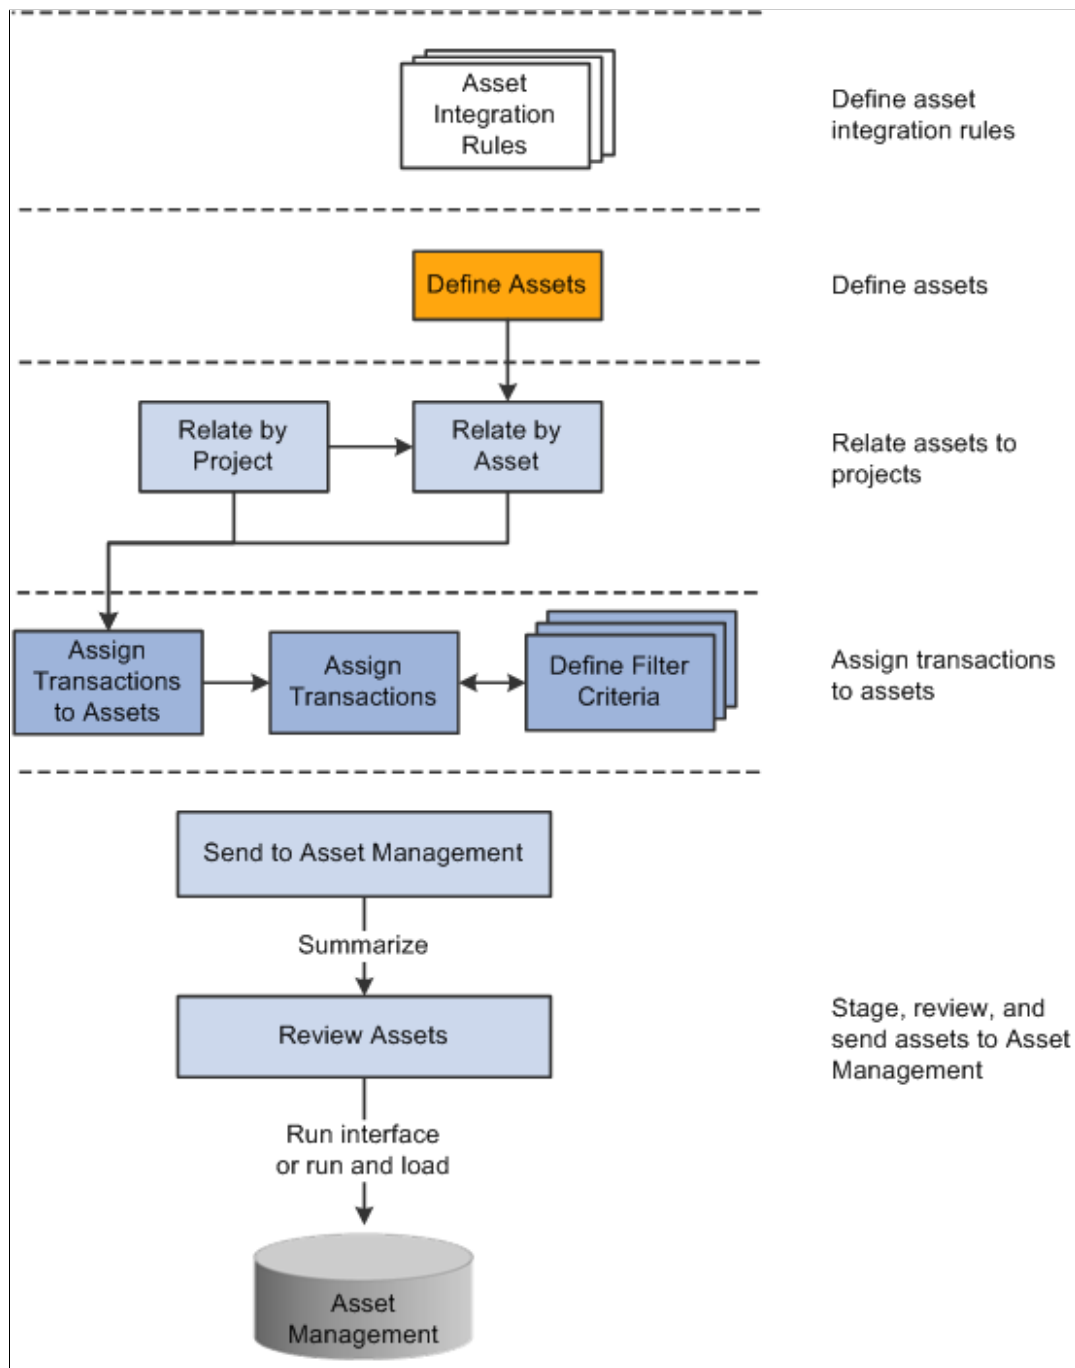 Asset
Integration
Rules
Define asset
integration rules
Define Assets
Define assets
Relate by
Project
Relate by
Asset
Relate assets to
projects
Assign
Transactions
to Assets
Assign
Transactions
Define Filter
Criteria
Assign transactions
to assets
Send to Asset Management
Summarize
Review Assets
Stage, review, and
send assets to Asset
Management
Run interface
or run and load
Asset
Management